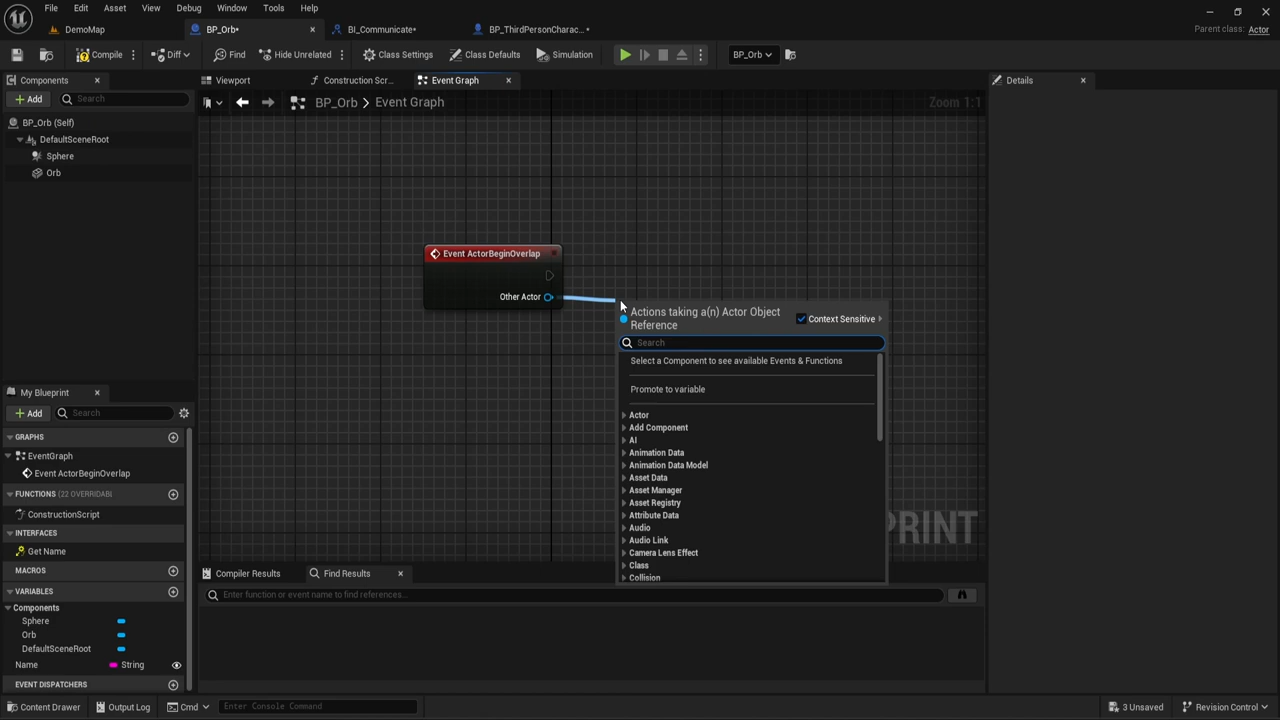 File Edit Asset View Debug Window Tools Help
DemoMap BP_Orb* BI_Communicate* BP_ThirdPersonCharac...* Parent class: Actor
Compile Diff Find Hide Unrelated Class Settings Class Defaults Simulation BP_Orb
Components Viewport Construction Scr... Event Graph Details
Add Search BP_Orb > Event Graph Zoom 1:1
BP_Orb (Self)
DefaultSceneRoot
Sphere
Orb
Event ActorBeginOverlap
Other Actor
Actions taking a(n) Actor Object
Reference
Context Sensitive
Search
Select a Component to see available Events & Functions
Promote to variable
Actor
Add Component
AI
Animation Data
Animation Data Model
Asset Data
Asset Manager
Asset Registry
Attribute Data
Audio
Audio Link
Camera Lens Effect
Class
Collision
PRINT
My Blueprint
Add Search
GRAPHS
EventGraph
Event ActorBeginOverlap
FUNCTIONS (22 OVERRIDABL
ConstructionScript
INTERFACES
Get Name
MACROS
VARIABLES
Components
Sphere
Orb
DefaultSceneRoot
Name String
EVENT DISPATCHERS
Compiler Results Find Results
Enter function or event name to find references...
Content Drawer Output Log Cmd Enter Console Command 3 Unsaved Revision Control